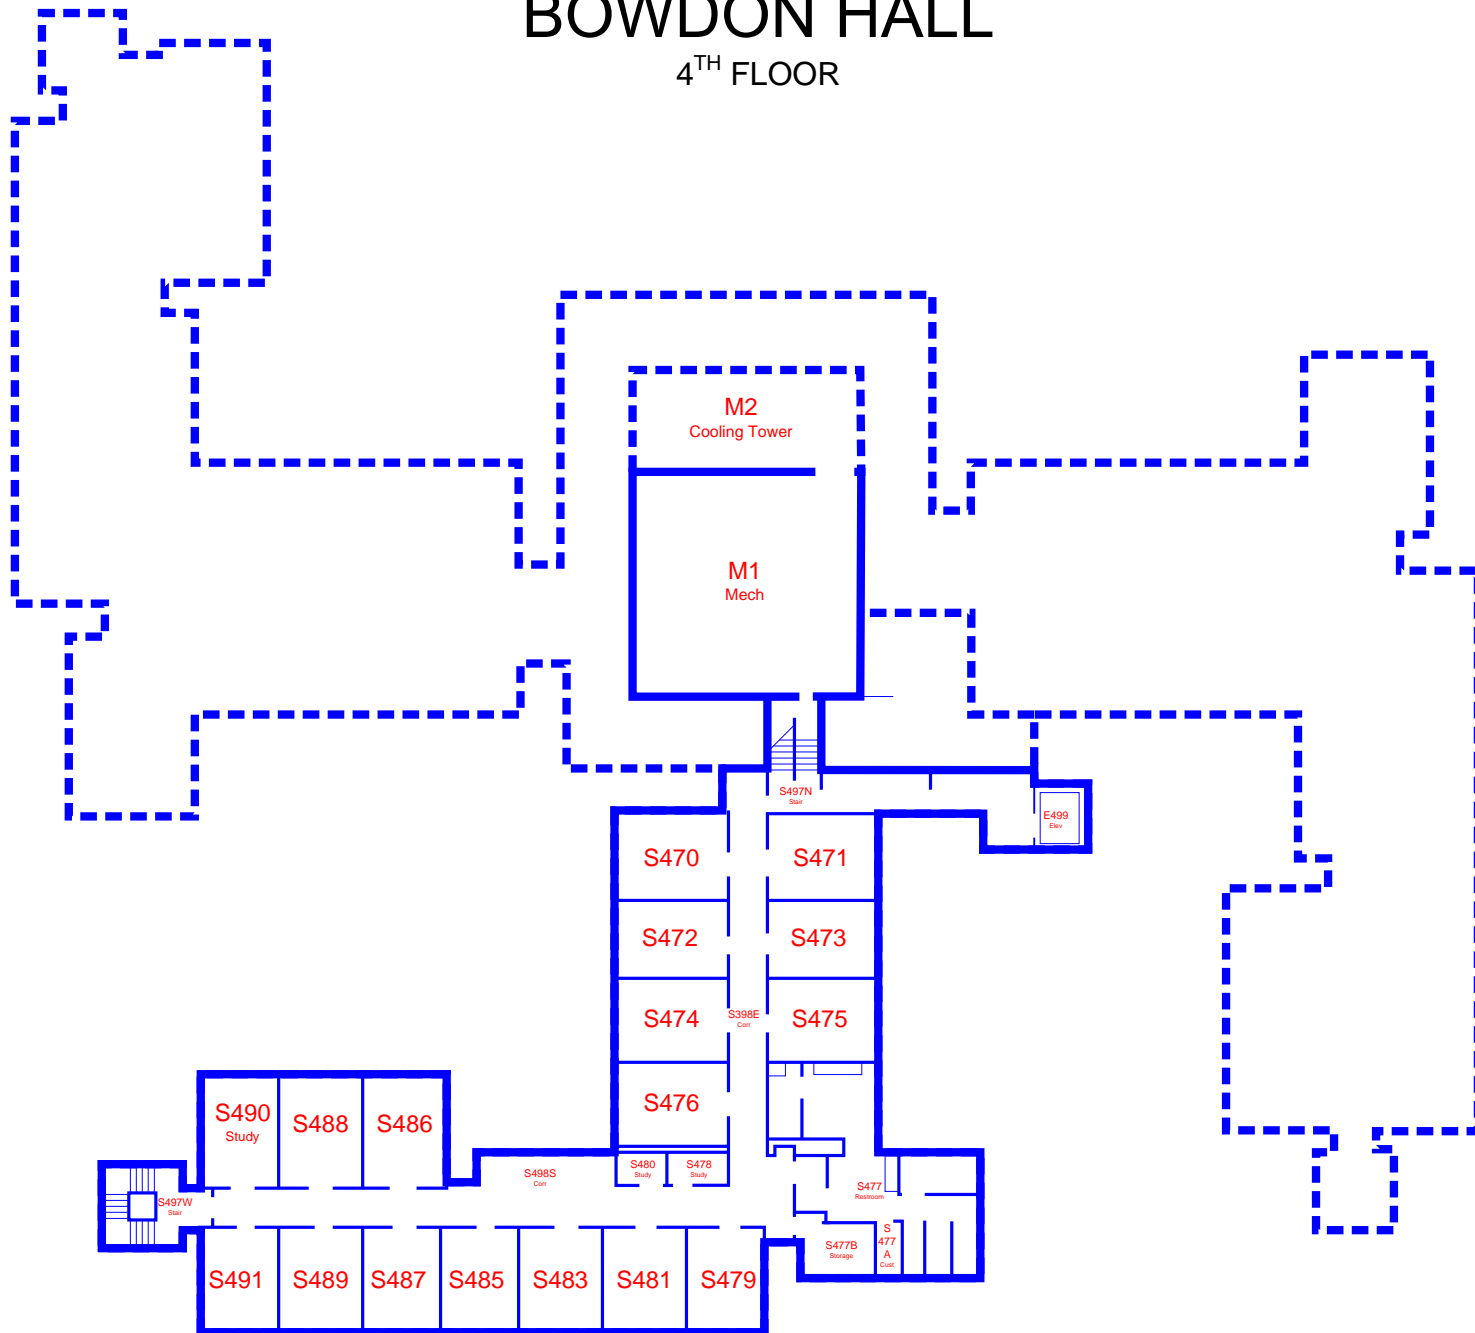 BOWDON HALL
4TH FLOOR
M2
Cooling Tower
M1
Mech
S497N
Stair
E499
Elev
S470
S471
S472
S473
S474
S398E
Corr
S475
S476
S490
Study
S488
S486
S498S
Corr
S480
Study
S478
Study
S477
Restroom
S497W
Stair
S477B
Storage
S
477
A
Cust
S491
S489
S487
S485
S483
S481
S479